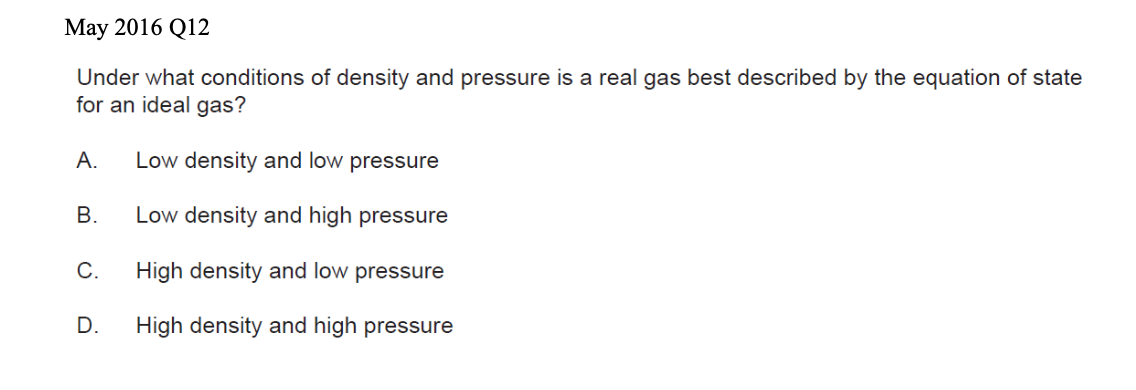 May 2016 Q12
Under what conditions of density and pressure is a real gas best described by the equation of state
for an ideal gas?
A. Low density and low pressure
B. Low density and high pressure
C. High density and low pressure
D. High density and high pressure